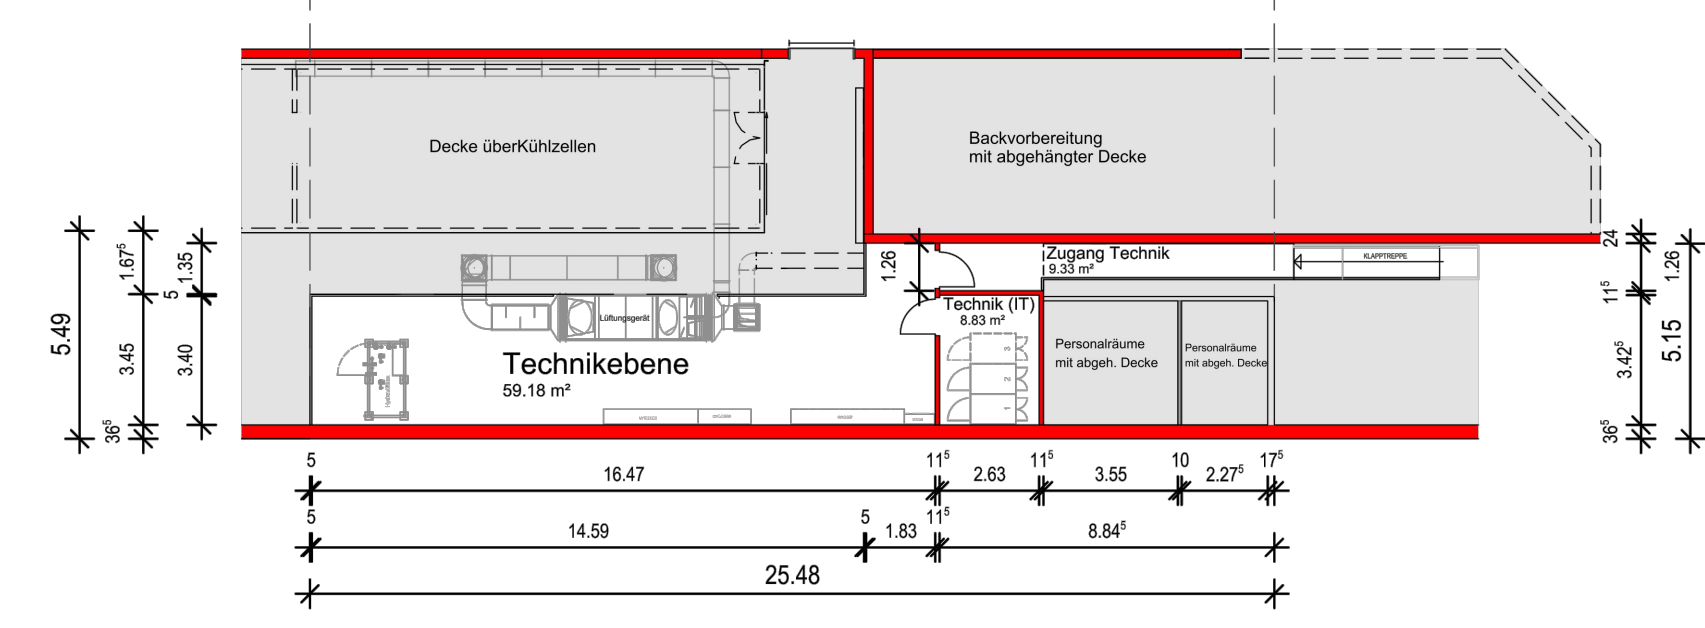 Decke überKühlzellen
Backvorbereitung
mit abgehängter Decke
Zugang Technik
9.33 m²
KLAPPTREPPE
Technik (IT)
8.83 m²
Lüftungsgerät
Technikebene
59.18 m²
Personalräume
mit abgeh. Decke
Personalräume
mit abgeh. Decke
3
2
1
5.49
1.67⁵
3.45
36⁵
1.35
5
3.40
1.26
24
11⁵
3.42⁵
36⁵
1.26
5.15
5
16.47
11⁵
2.63
11⁵
3.55
10
2.27⁵
17⁵
5
14.59
5
1.83
11⁵
8.84⁵
25.48